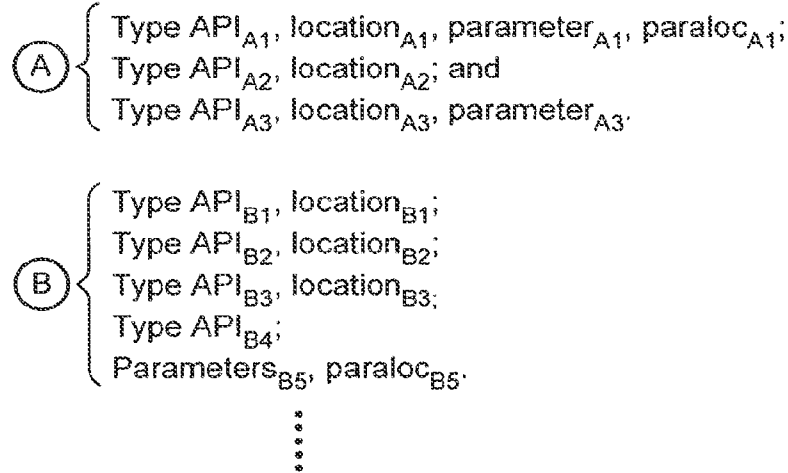 Type API_A1, location_A1, parameter_A1, paraloc_A1;
A
Type API_A2, location_A2; and
Type API_A3, location_A3, parameter_A3.
Type API_B1, location_B1;
Type API_B2, location_B2;
B
Type API_B3, location_B3;
Type API_B4;
Parameters_B5, paraloc_B5.